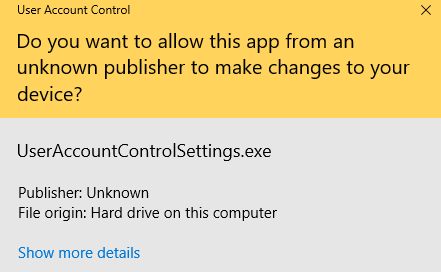 User Account Control
Do you want to allow this app from an
unknown publisher to make changes to your
device?
UserAccountControlSettings.exe
Publisher: Unknown
File origin: Hard drive on this computer
Show more details